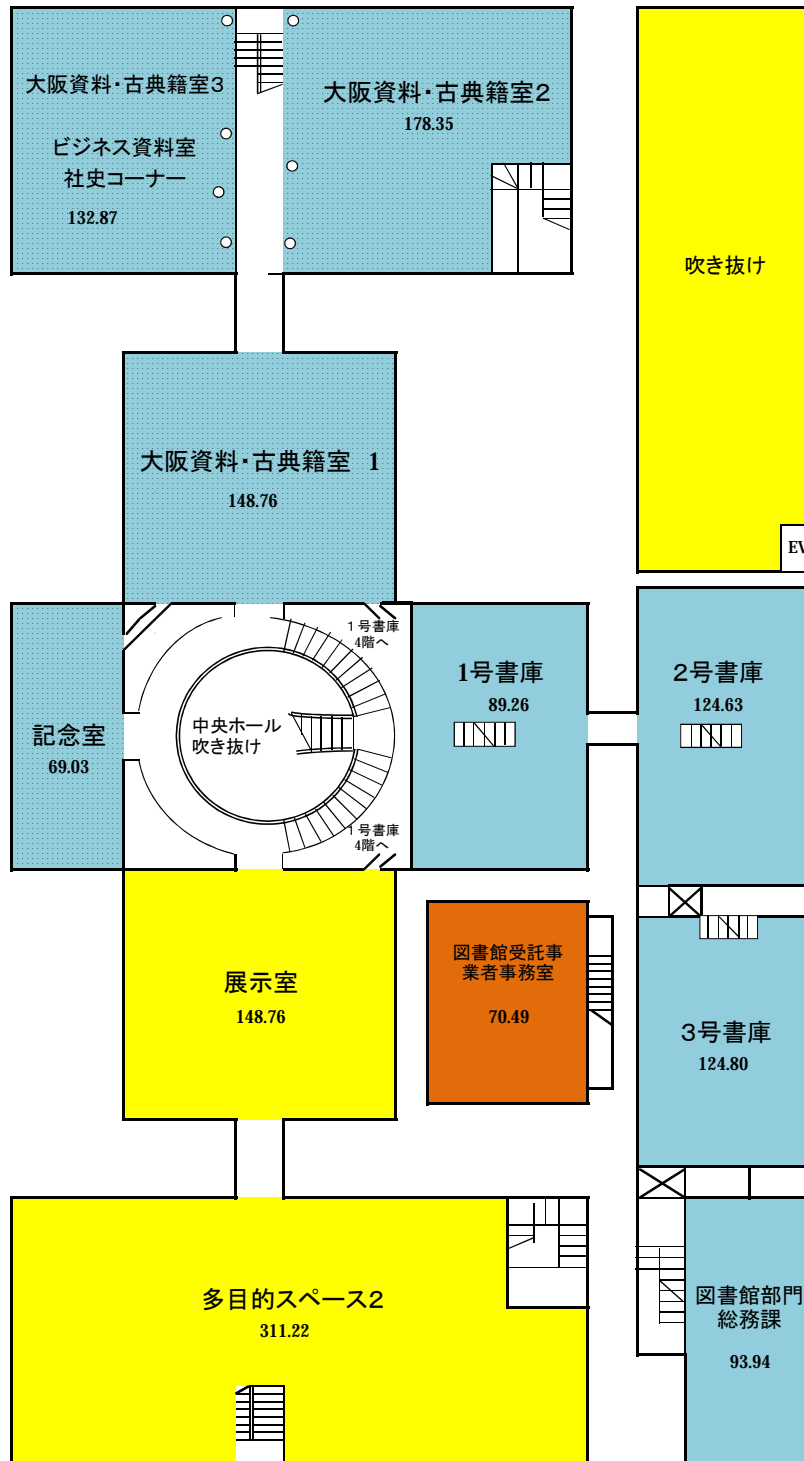 大阪資料・古典籍室3
ビジネス資料室
社史コーナー
132.87
大阪資料・古典籍室2
178.35
吹き抜け
EV
大阪資料・古典籍室 1
148.76
1号書庫
4階へ
記念室
69.03
中央ホール
吹き抜け
1号書庫
4階へ
1号書庫
89.26
2号書庫
124.63
展示室
148.76
図書館受託事
業者事務室
70.49
3号書庫
124.80
多目的スペース2
311.22
図書館部門
総務課
93.94